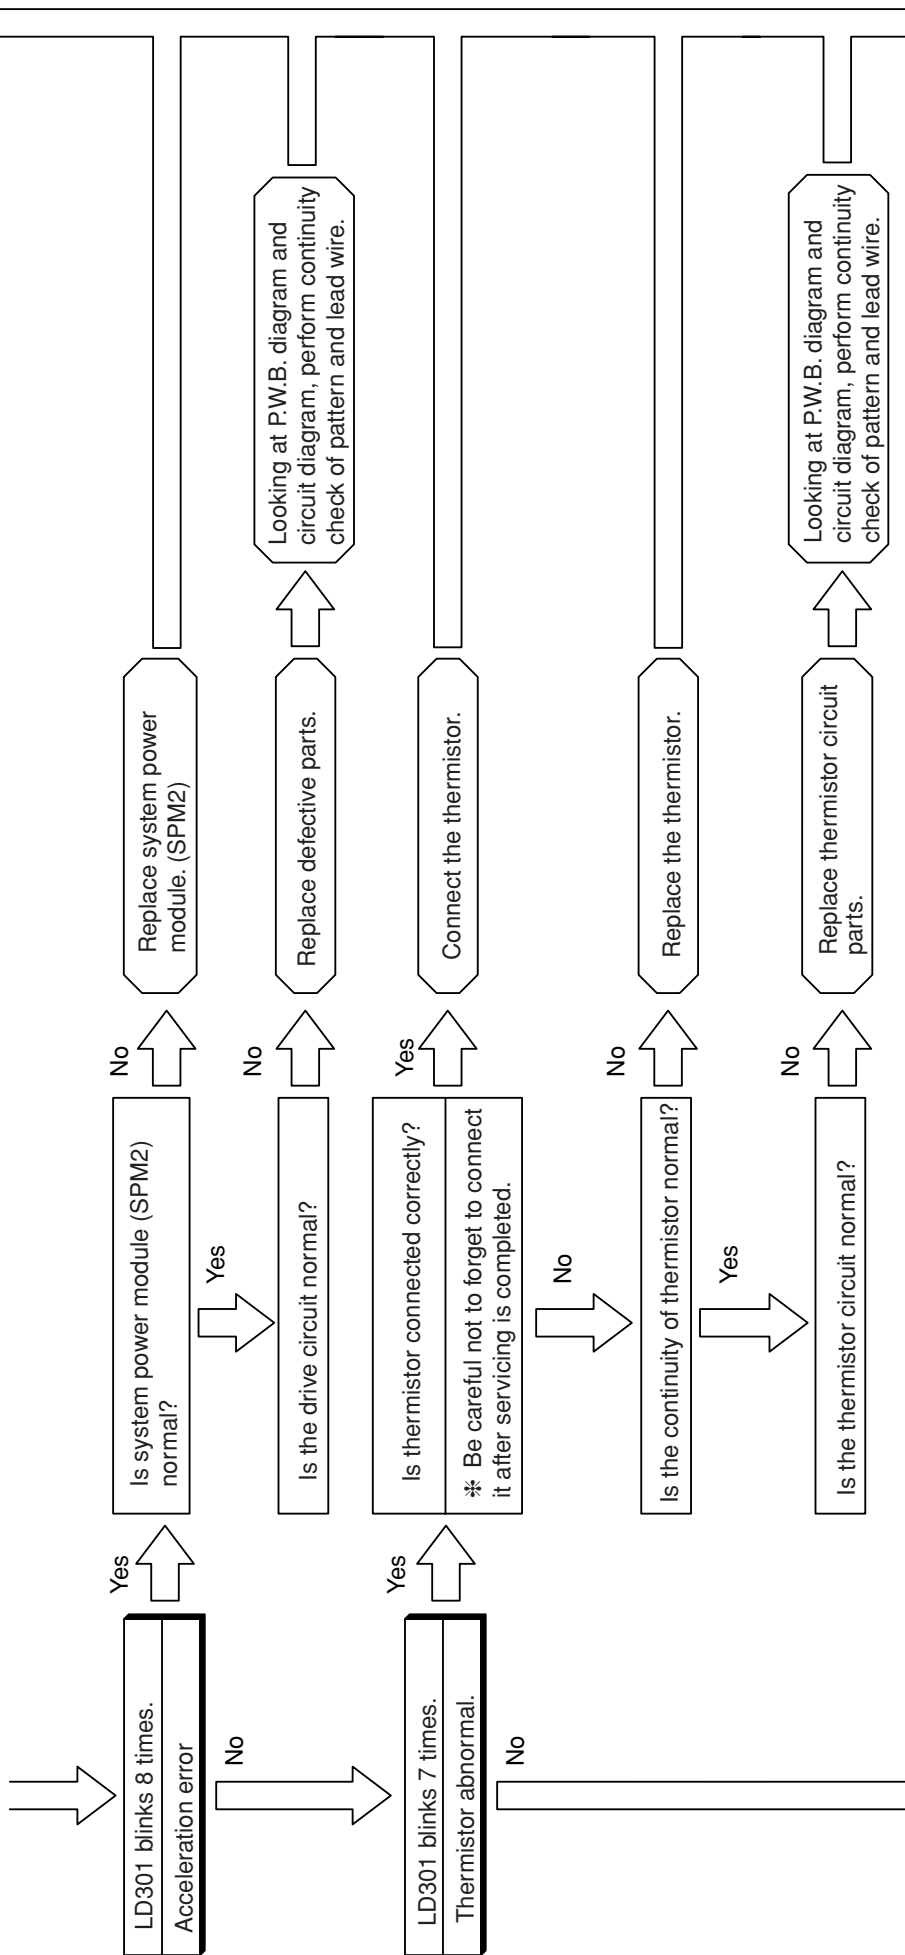 LD301 blinks 8 times.
Acceleration error
Yes
Is system power module (SPM2)
normal?
No
Replace system power
module. (SPM2)
Yes
Is the drive circuit normal?
No
Replace defective parts.
Looking at P.W.B. diagram and
circuit diagram, perform continuity
check of pattern and lead wire.
No
LD301 blinks 7 times.
Thermistor abnormal.
Yes
Is thermistor connected correctly?
❉ Be careful not to forget to connect
it after servicing is completed.
Yes
Connect the thermistor.
No
Is the continuity of thermistor normal?
No
Replace the thermistor.
Yes
Is the thermistor circuit normal?
No
Replace thermistor circuit
parts.
Looking at P.W.B. diagram and
circuit diagram, perform continuity
check of pattern and lead wire.
No